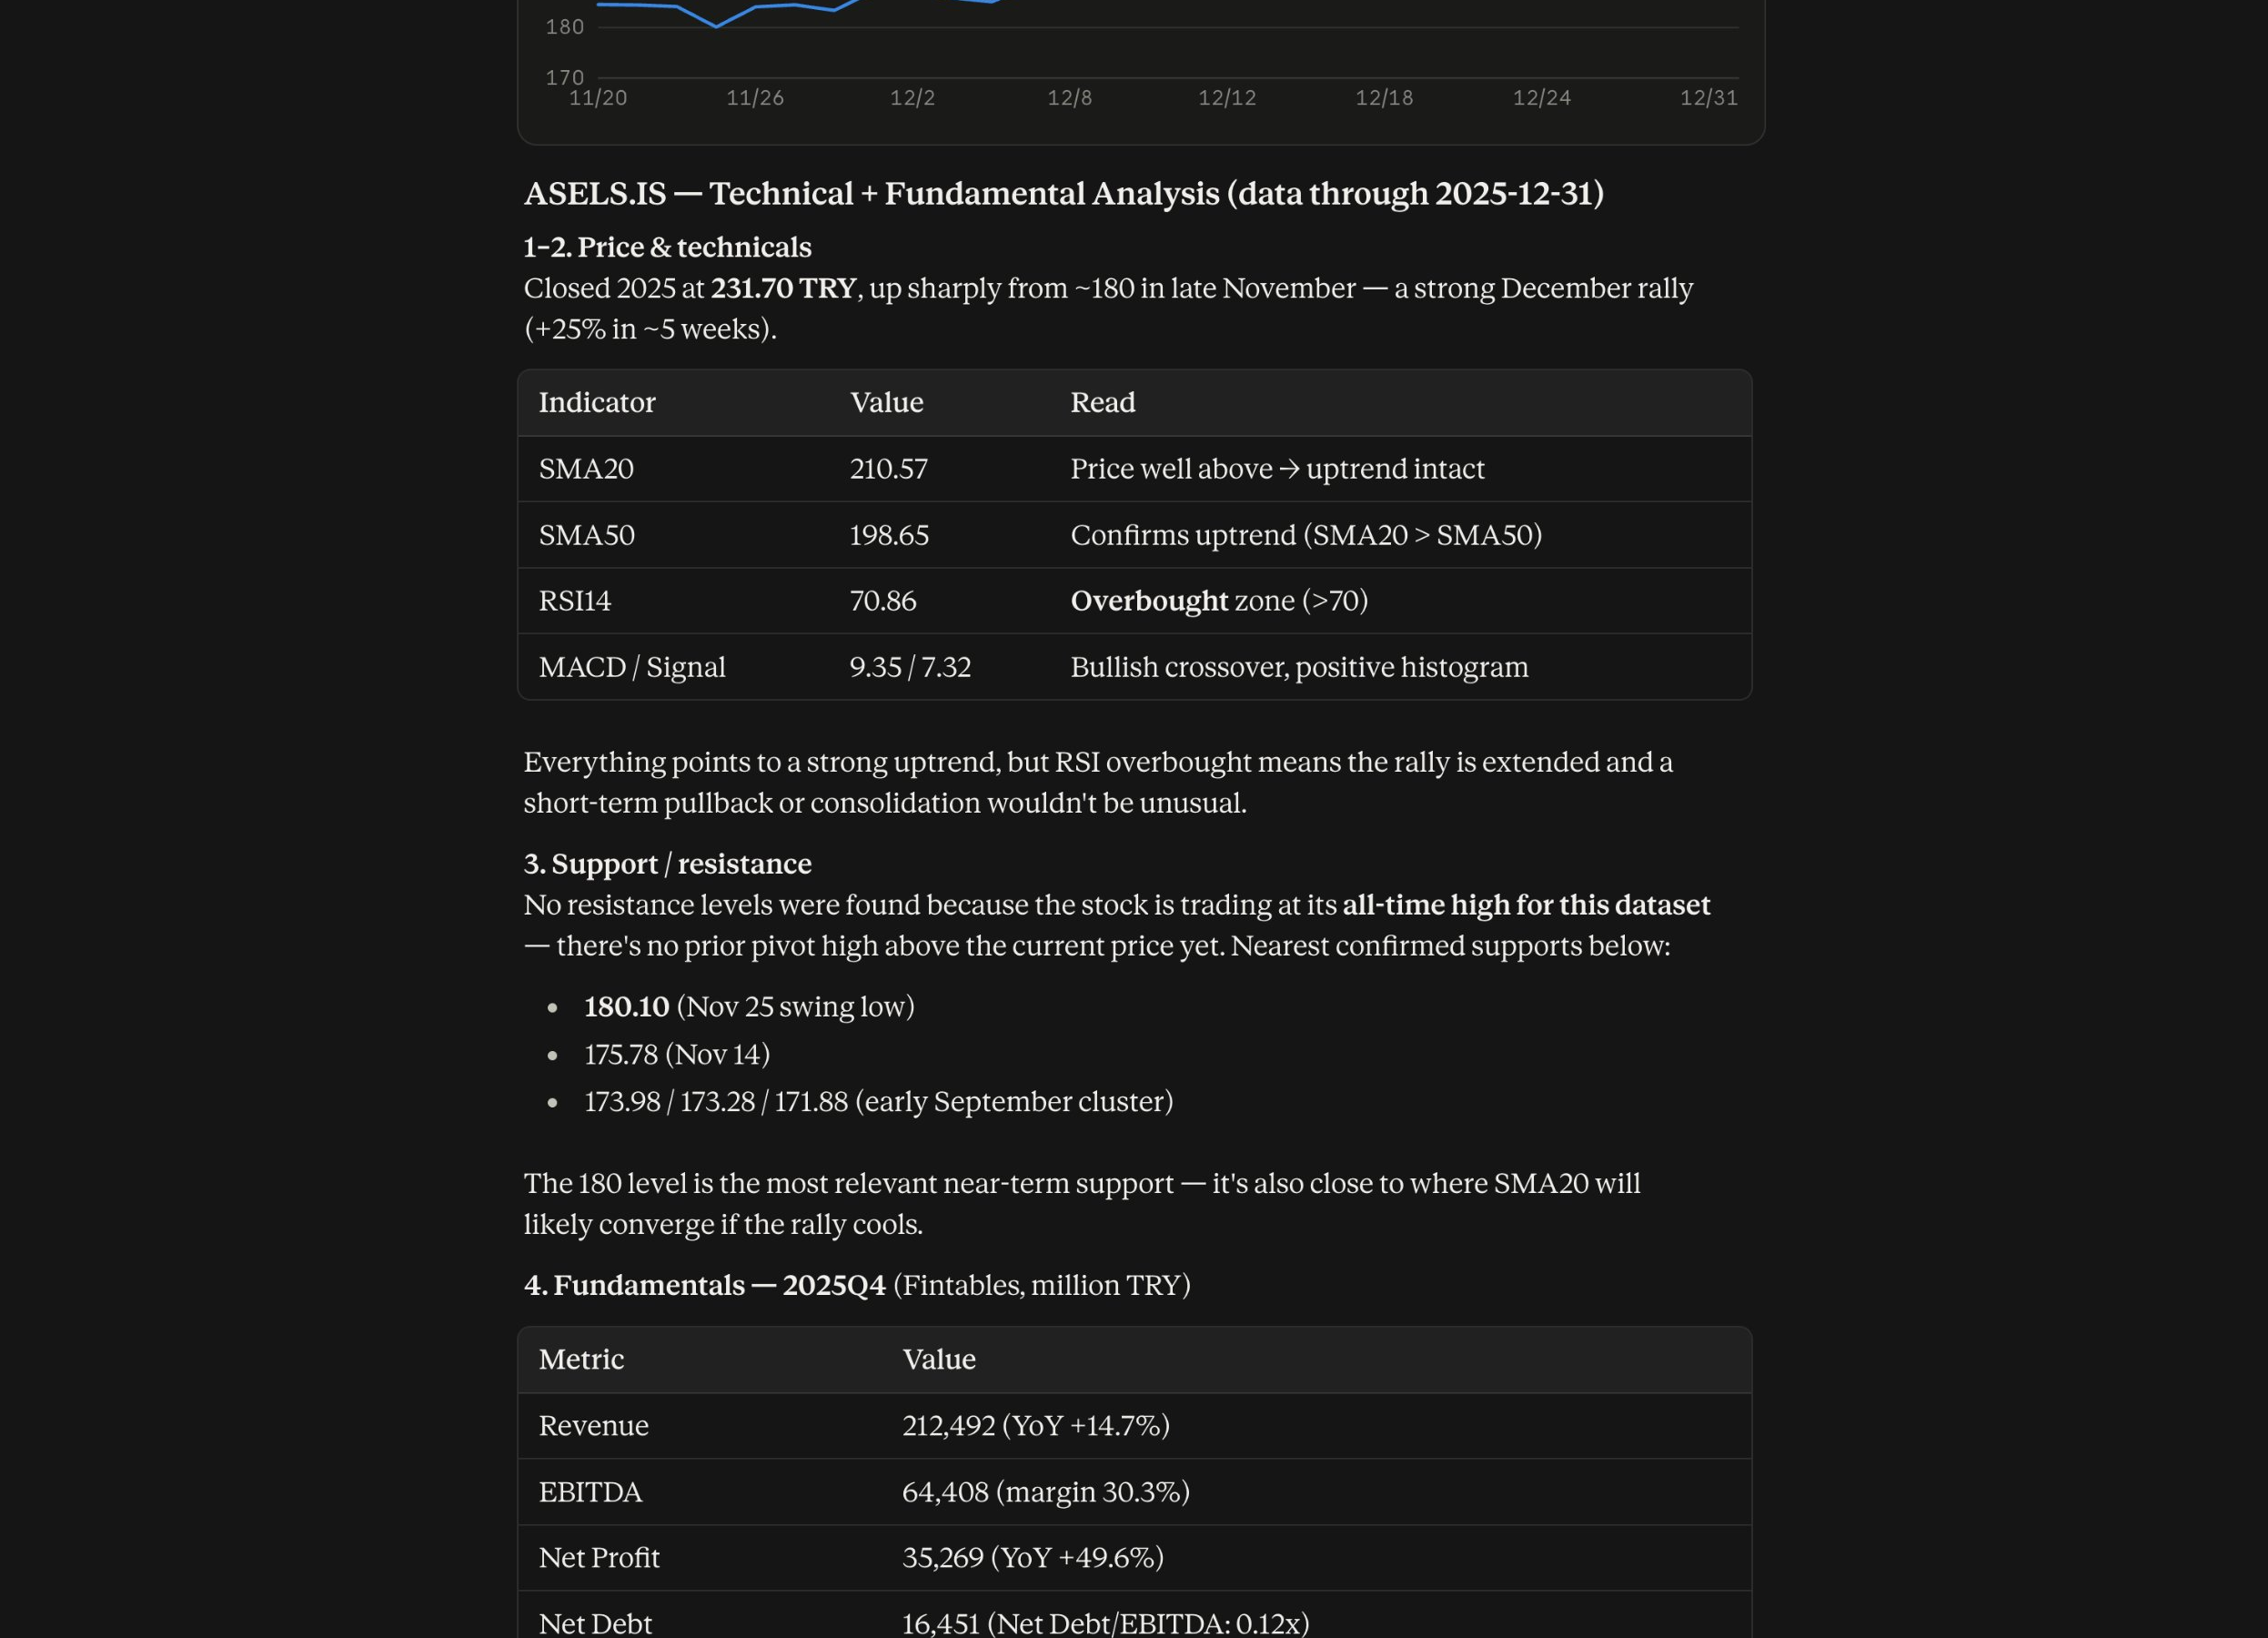 180
170
11/20 11/26 12/2 12/8 12/12 12/18 12/24 12/31
ASELS.IS — Technical + Fundamental Analysis (data through 2025-12-31)
1–2. Price & technicals
Closed 2025 at 231.70 TRY, up sharply from ~180 in late November — a strong December rally
(+25% in ~5 weeks).
Indicator Value Read
SMA20 210.57 Price well above → uptrend intact
SMA50 198.65 Confirms uptrend (SMA20 > SMA50)
RSI14 70.86 Overbought zone (>70)
MACD / Signal 9.35 / 7.32 Bullish crossover, positive histogram
Everything points to a strong uptrend, but RSI overbought means the rally is extended and a
short-term pullback or consolidation wouldn't be unusual.
3. Support / resistance
No resistance levels were found because the stock is trading at its all-time high for this dataset
— there's no prior pivot high above the current price yet. Nearest confirmed supports below:
• 180.10 (Nov 25 swing low)
• 175.78 (Nov 14)
• 173.98 / 173.28 / 171.88 (early September cluster)
The 180 level is the most relevant near-term support — it's also close to where SMA20 will
likely converge if the rally cools.
4. Fundamentals — 2025Q4 (Fintables, million TRY)
Metric Value
Revenue 212,492 (YoY +14.7%)
EBITDA 64,408 (margin 30.3%)
Net Profit 35,269 (YoY +49.6%)
Net Debt 16,451 (Net Debt/EBITDA: 0.12x)